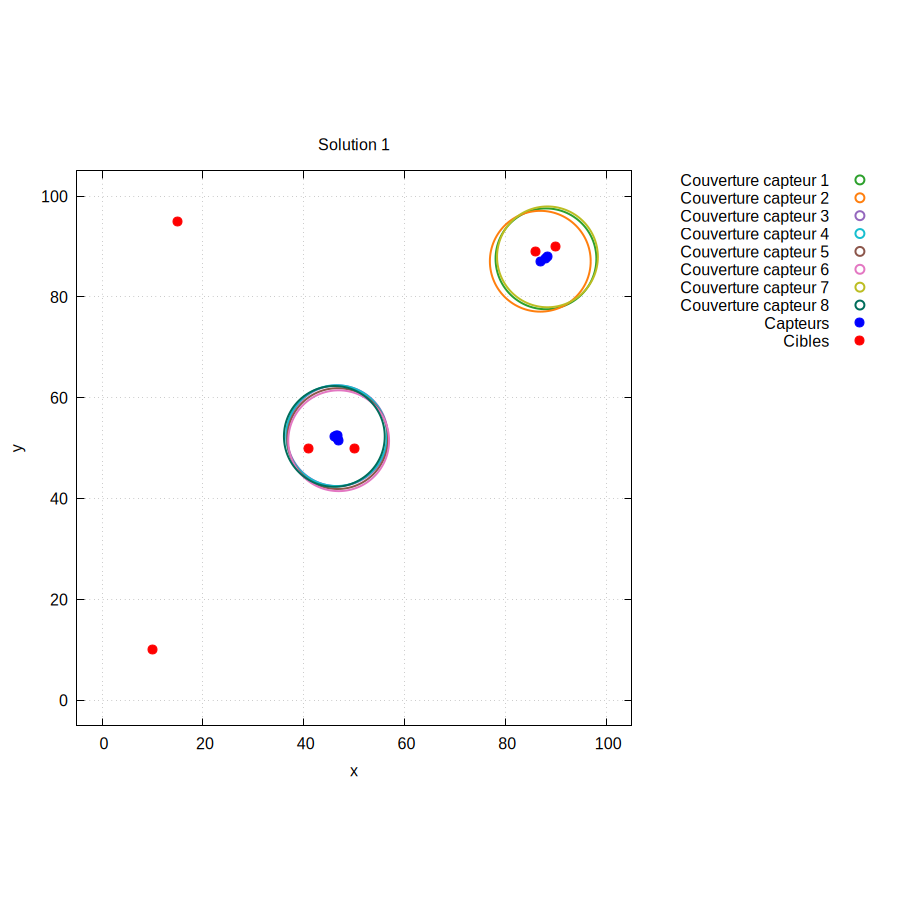 Solution 1
100
80
60
40
20
0
y
0 20 40 60 80 100
x
Couverture capteur 1
Couverture capteur 2
Couverture capteur 3
Couverture capteur 4
Couverture capteur 5
Couverture capteur 6
Couverture capteur 7
Couverture capteur 8
Capteurs
Cibles